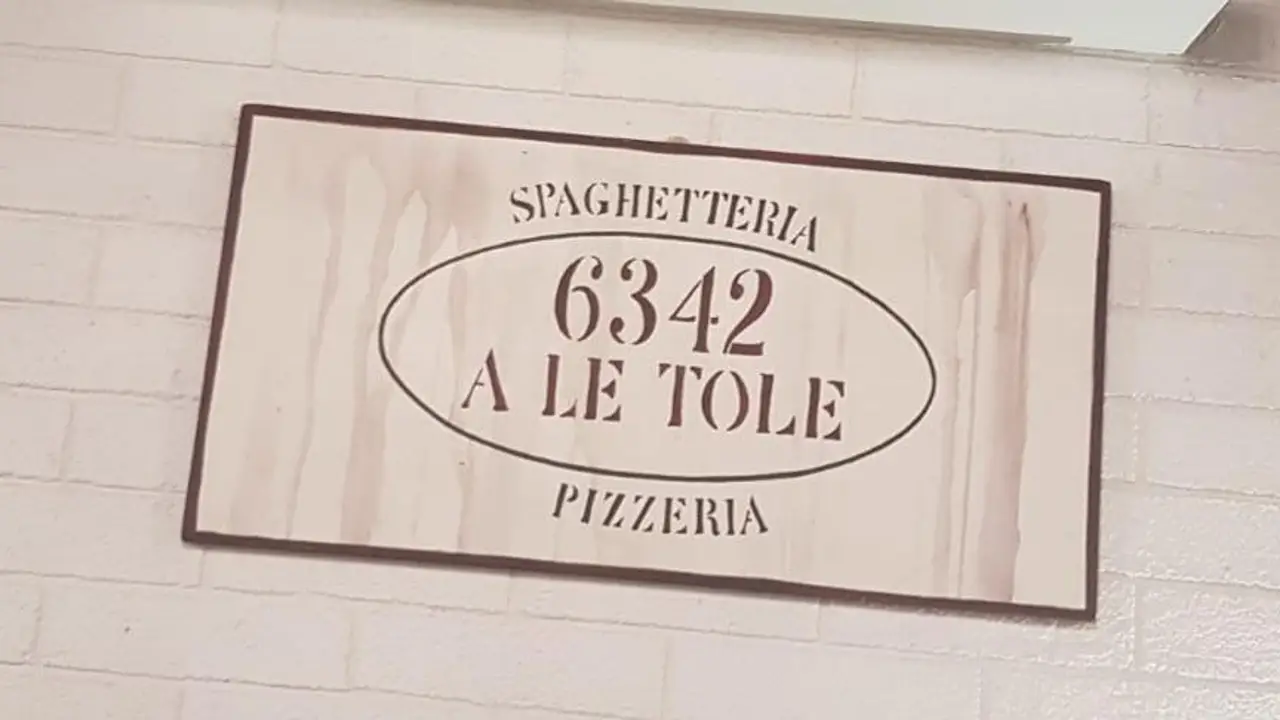 SPAGHETTERIA
6342
A LE TOLE
PIZZERIA